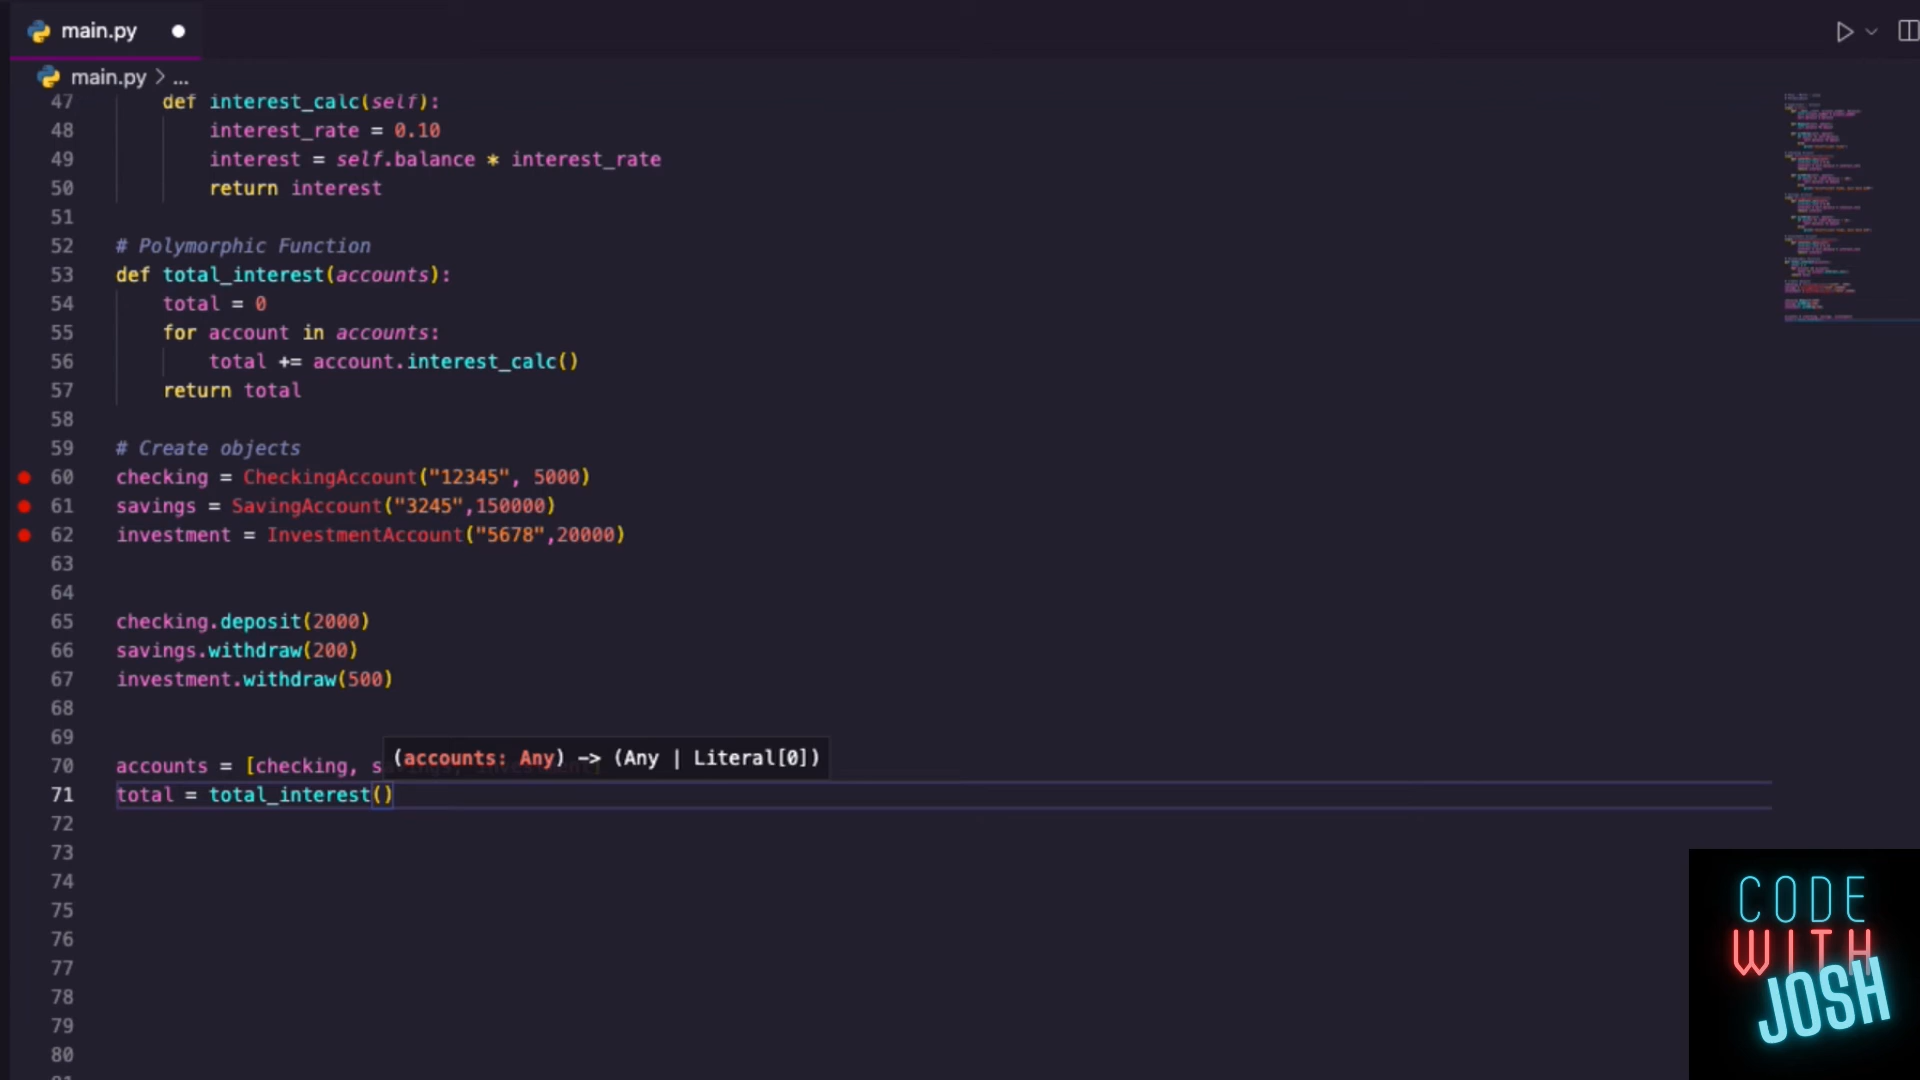 main.py
main.py > ...
47 def interest_calc(self):
48 interest_rate = 0.10
49 interest = self.balance * interest_rate
50 return interest
51
52 # Polymorphic Function
53 def total_interest(accounts):
54 total = 0
55 for account in accounts:
56 total += account.interest_calc()
57 return total
58
59 # Create objects
60 checking = CheckingAccount("12345", 5000)
61 savings = SavingAccount("3245",150000)
62 investment = InvestmentAccount("5678",20000)
63
64
65 checking.deposit(2000)
66 savings.withdraw(200)
67 investment.withdraw(500)
68
69
(accounts: Any) -> (Any | Literal[0])
70 accounts = [checking, s
71 total = total_interest()
72
73
74
75
76
77
78
79
80
CODE
WITH
JOSH